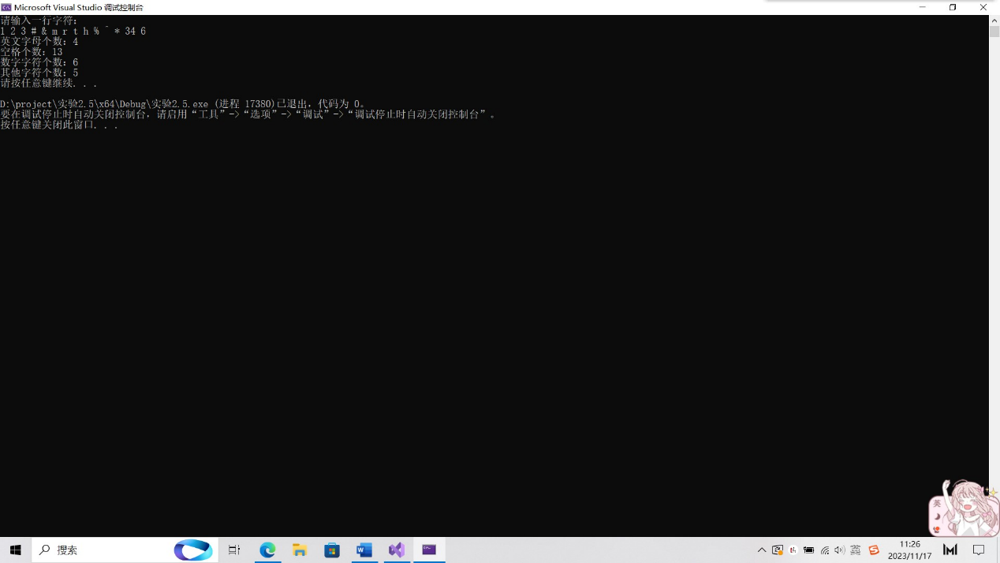 Microsoft Visual Studio 调试控制台
请输入一行字符:
1 2 3 # & m r t h % ^ * 34 6
英文字母个数: 4
空格个数: 13
数字字符个数: 6
其他字符个数: 5
请按任意键继续. . .
D:\project\实验2.5\x64\Debug\实验2.5.exe (进程 17380)已退出，代码为 0。
要在调试停止时自动关闭控制台，请启用“工具”->“选项”->“调试”->“调试停止时自动关闭控制台”。
按任意键关闭此窗口. . .
英
搜索
英
11:26
2023/11/17